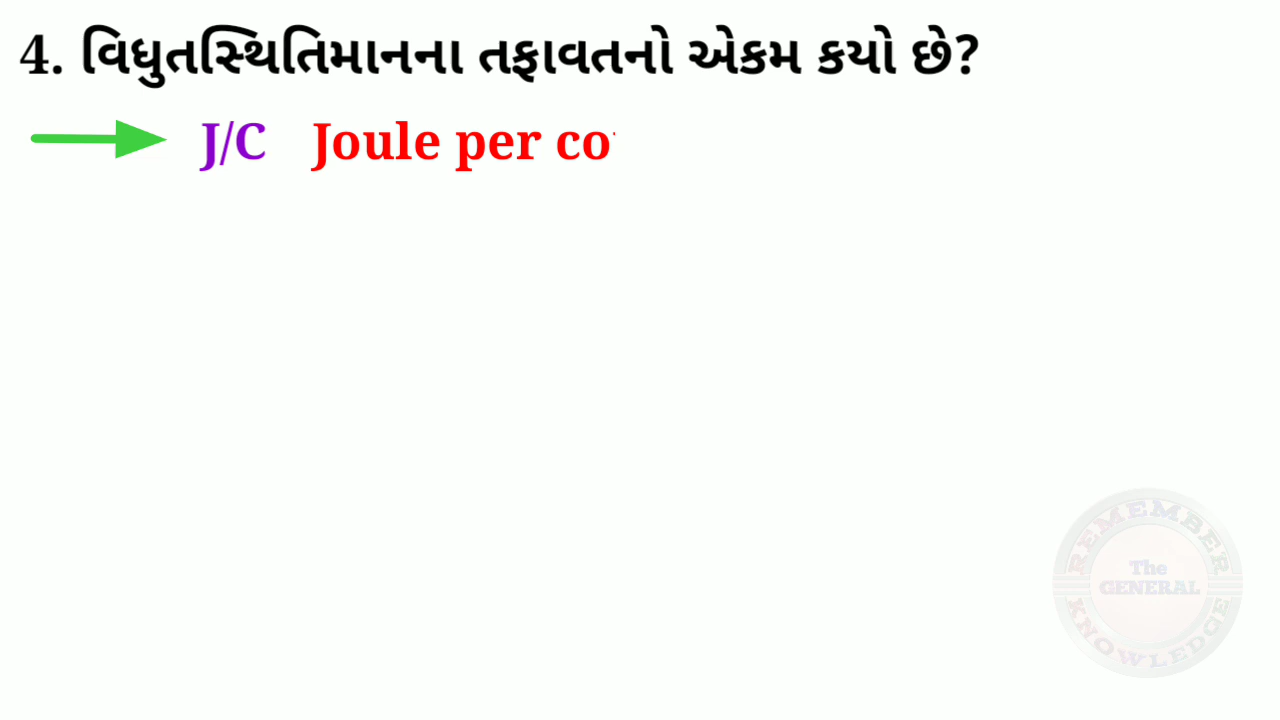 4. વિધુતસ્થિતિમાનના તફાવતનો એકમ કયો છે?
J/C Joule per co
REMEMBER
The
GENERAL
KNOWLEDGE